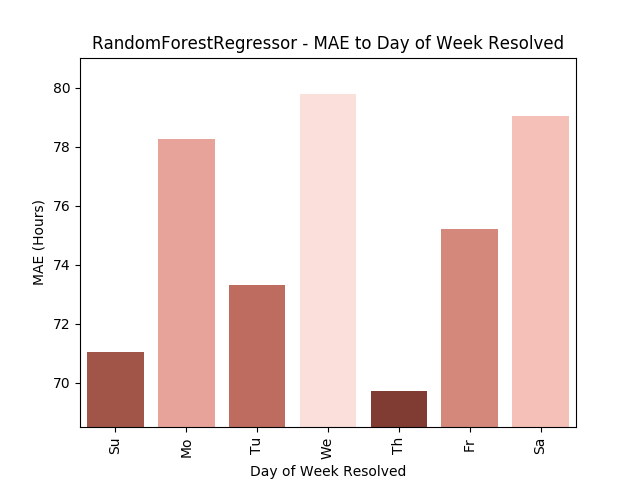 RandomForestRegressor - MAE to Day of Week Resolved
80
78
76
74
72
70
MAE (Hours)
Su
Mo
Tu
We
Th
Fr
Sa
Day of Week Resolved